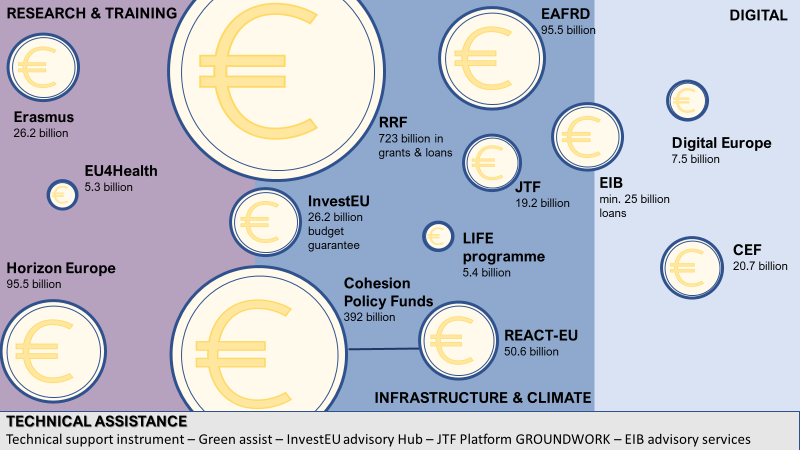 RESEARCH & TRAINING
EAFRD
95.5 billion
DIGITAL
Erasmus
26.2 billion
RRF
723 billion in
grants & loans
Digital Europe
7.5 billion
EU4Health
5.3 billion
JTF
19.2 billion
EIB
min. 25 billion
loans
InvestEU
26.2 billion
budget
guarantee
LIFE
programme
5.4 billion
CEF
20.7 billion
Horizon Europe
95.5 billion
Cohesion
Policy Funds
392 billion
REACT-EU
50.6 billion
INFRASTRUCTURE & CLIMATE
TECHNICAL ASSISTANCE
Technical support instrument – Green assist – InvestEU advisory Hub – JTF Platform GROUNDWORK – EIB advisory services